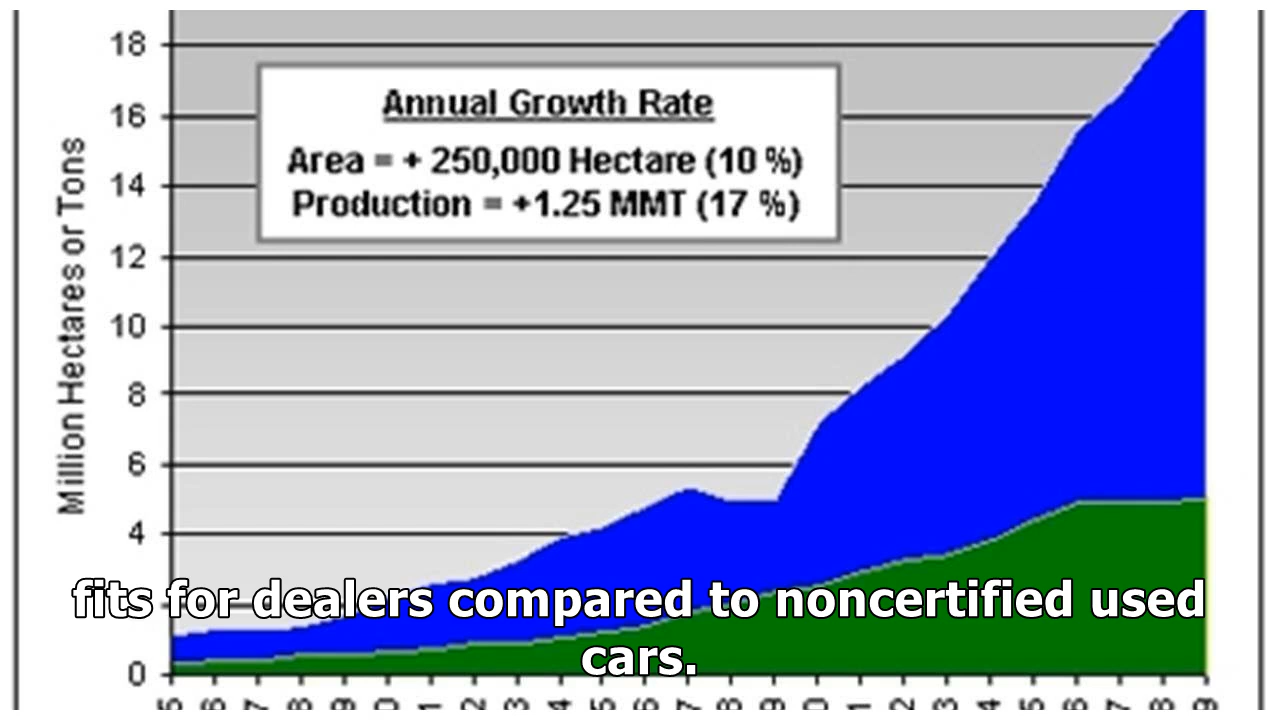 18
Annual Growth Rate
16
Area = + 250,000 Hectare (10 %)
14
Production = +1.25 MMT (17 %)
12
10
8
6
4
0
Million Hectares or Tons
fits for dealers compared to noncertified used
cars.